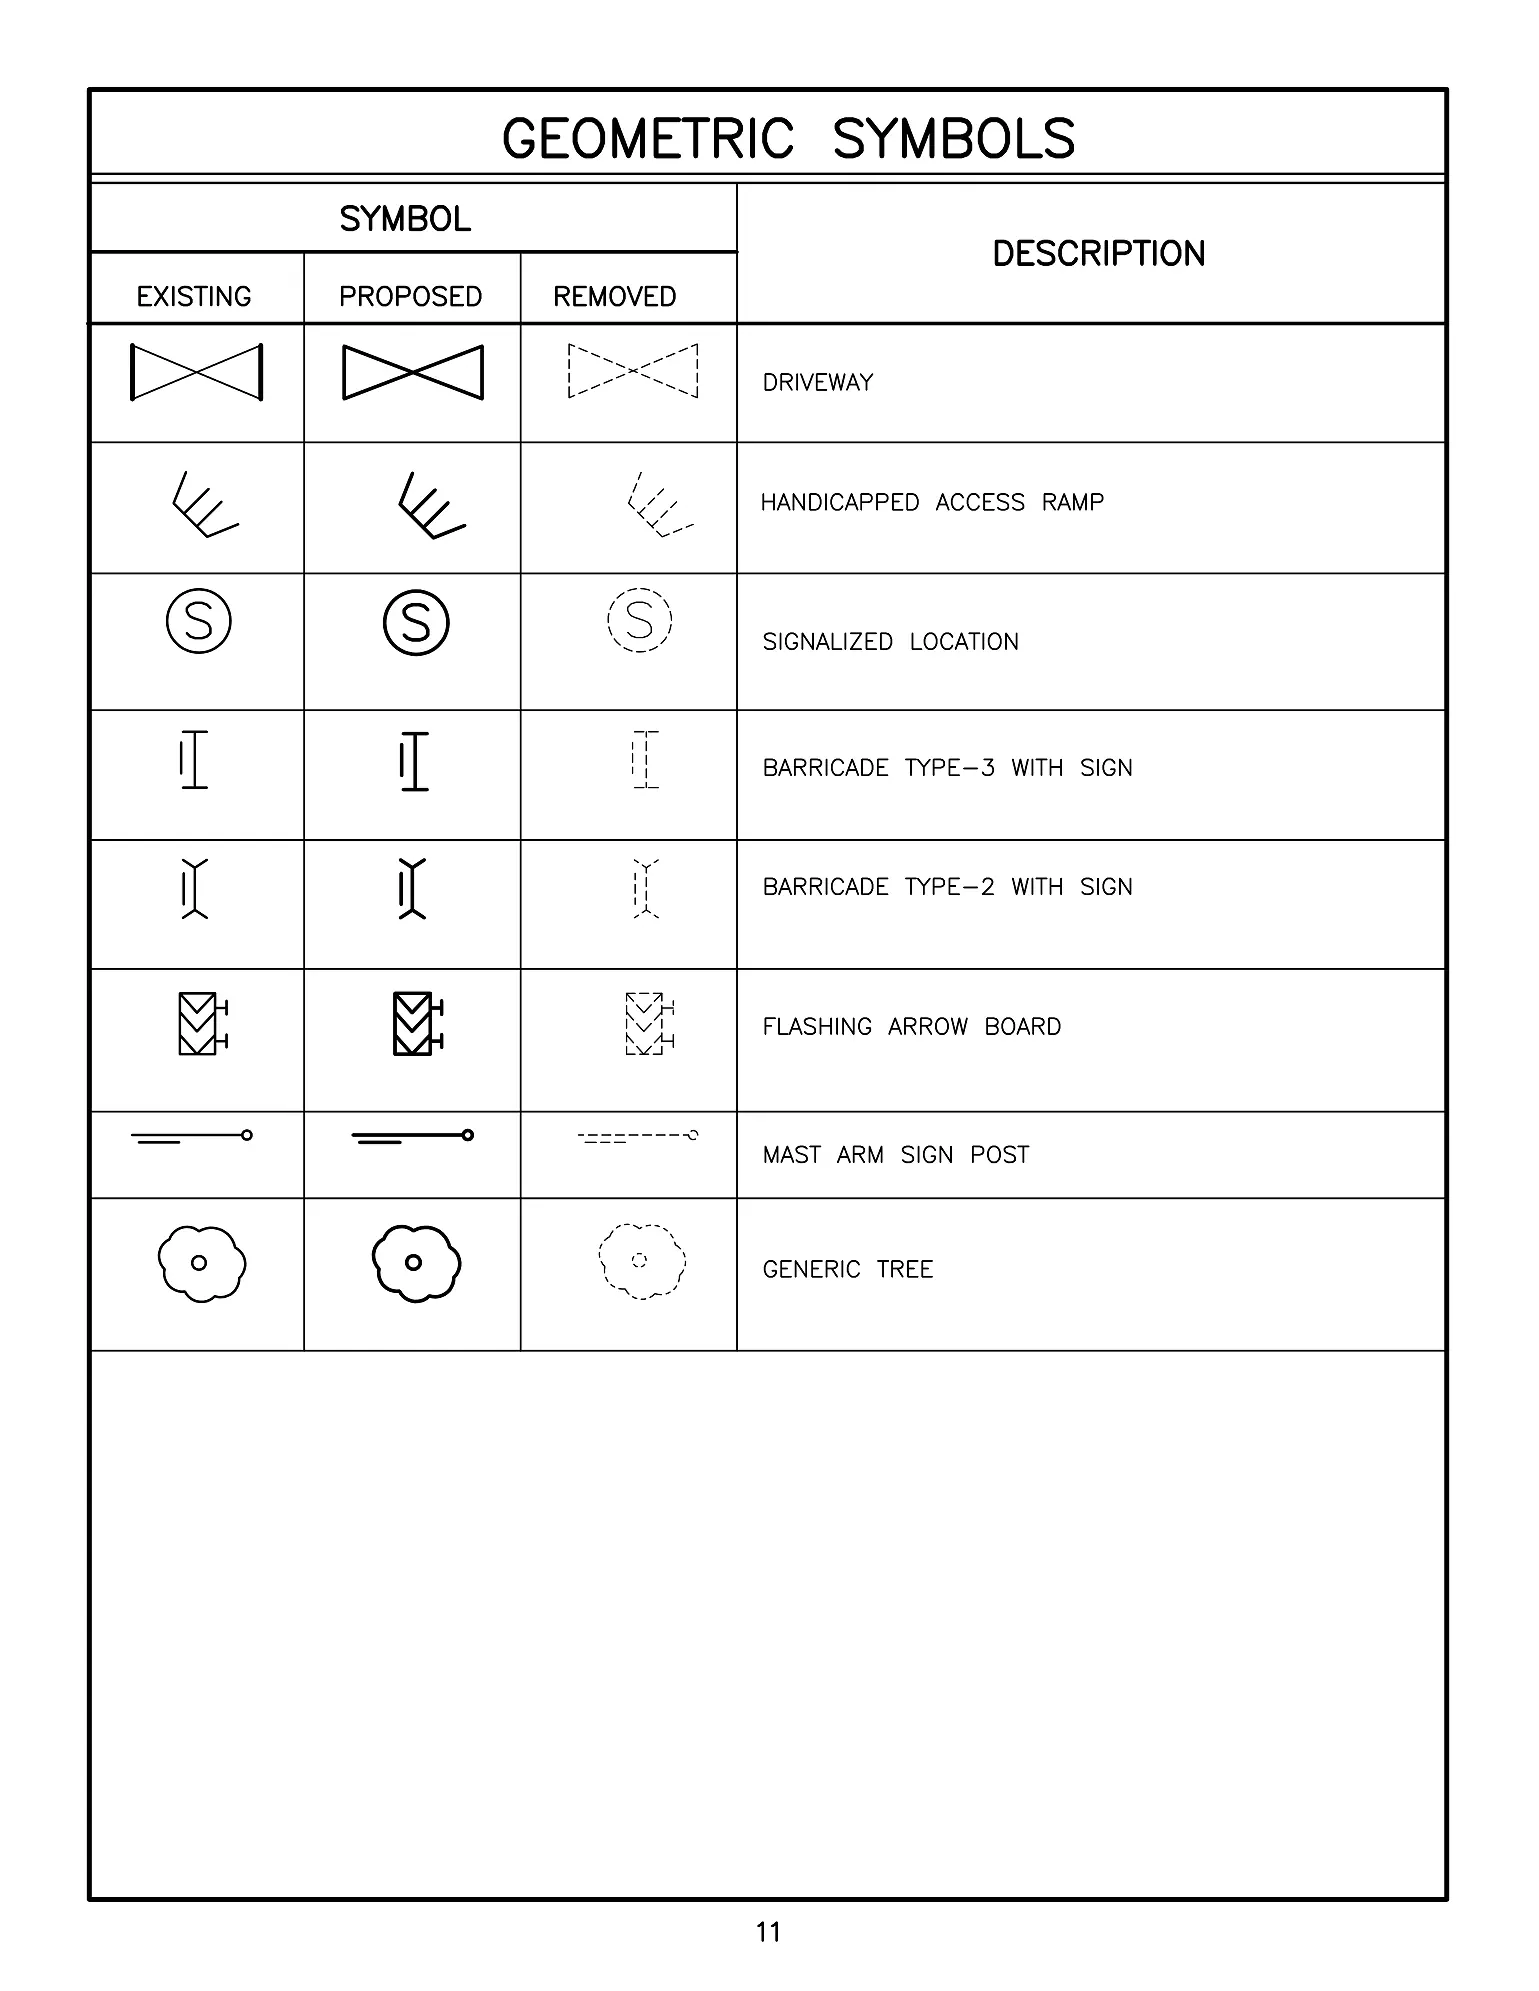 GEOMETRIC SYMBOLS
SYMBOL
DESCRIPTION
EXISTING PROPOSED REMOVED
DRIVEWAY
HANDICAPPED ACCESS RAMP
S S S
SIGNALIZED LOCATION
BARRICADE TYPE-3 WITH SIGN
BARRICADE TYPE-2 WITH SIGN
FLASHING ARROW BOARD
MAST ARM SIGN POST
GENERIC TREE
11